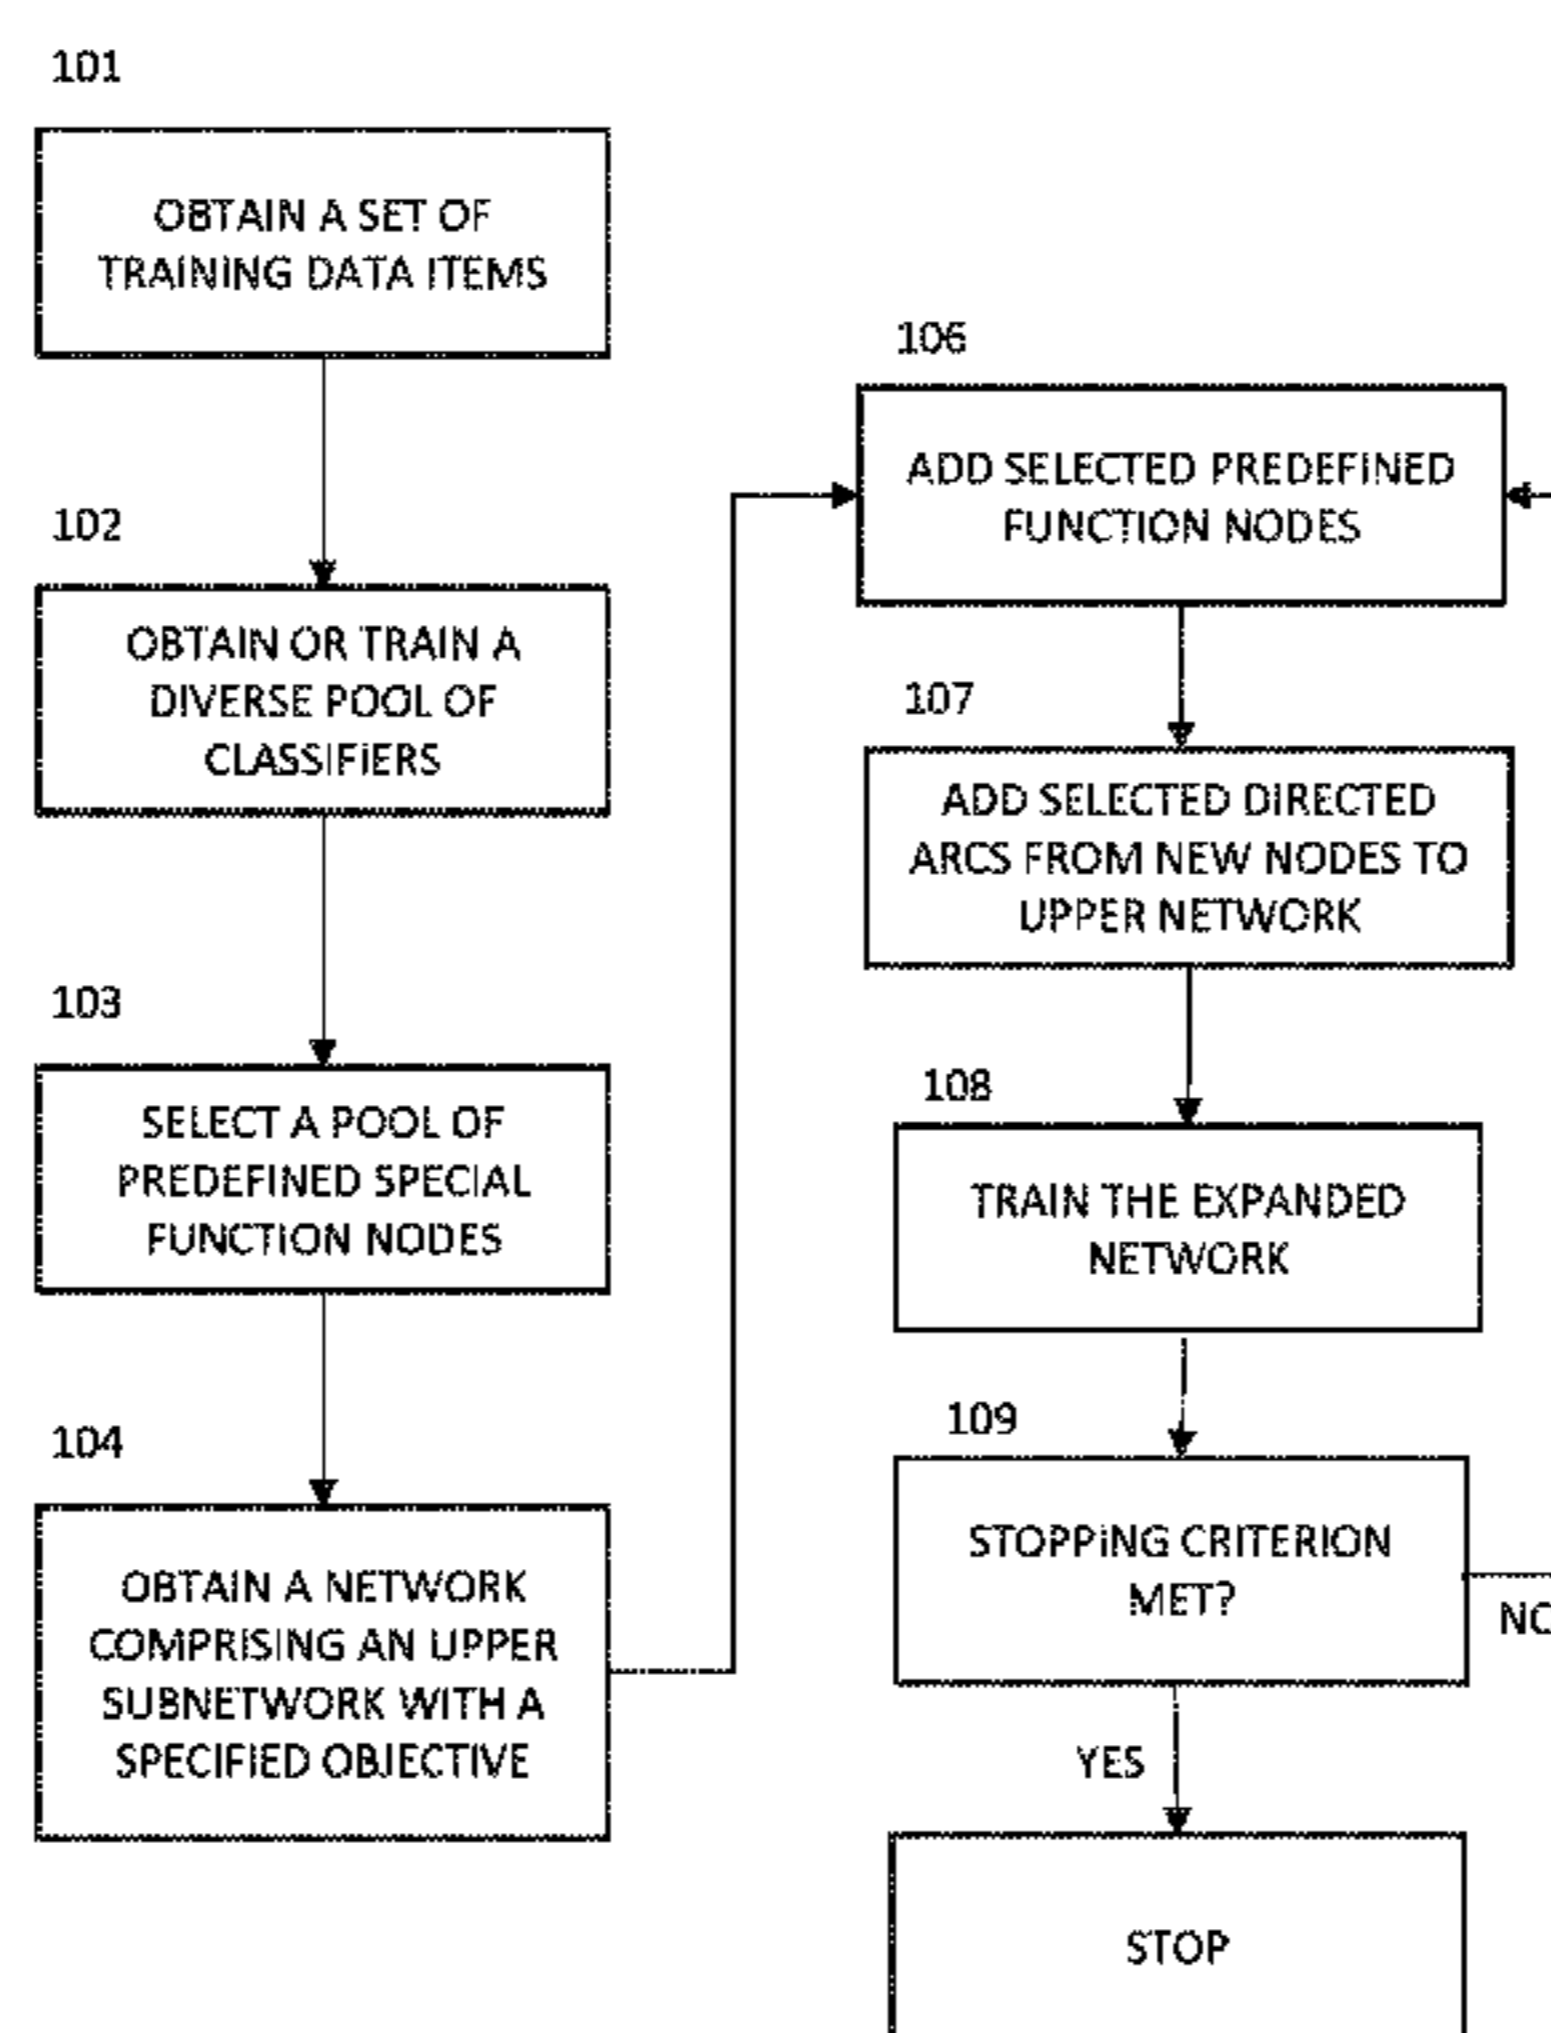 101
OBTAIN A SET OF
TRAINING DATA ITEMS
102
OBTAIN OR TRAIN A
DIVERSE POOL OF
CLASSIFIERS
103
SELECT A POOL OF
PREDEFINED SPECIAL
FUNCTION NODES
104
OBTAIN A NETWORK
COMPRISING AN UPPER
SUBNETWORK WITH A
SPECIFIED OBJECTIVE
106
ADD SELECTED PREDEFINED
FUNCTION NODES
107
ADD SELECTED DIRECTED
ARCS FROM NEW NODES TO
UPPER NETWORK
108
TRAIN THE EXPANDED
NETWORK
109
STOPPING CRITERION
MET?
NO
YES
STOP